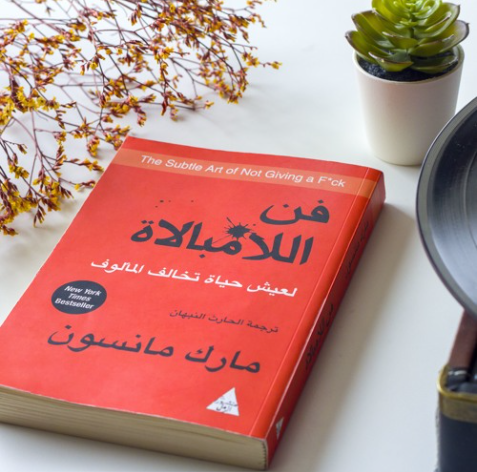 The Subtle Art of Not Giving a F*ck
فن
اللامبالاة
لعيش حياة تخالف المألوف
New York
Times
Bestseller
ترجمة الحارث النبهان
مارك مانسون